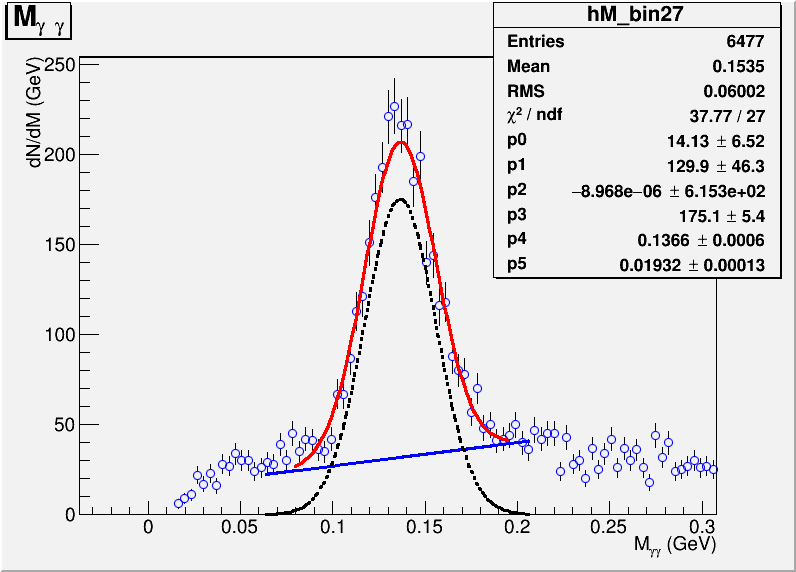 M γ γ
hM_bin27
Entries 6477
Mean 0.1535
RMS 0.06002
χ² / ndf 37.77 / 27
p0 14.13 ± 6.52
p1 129.9 ± 46.3
p2 −8.968e−06 ± 6.153e+02
p3 175.1 ± 5.4
p4 0.1366 ± 0.0006
p5 0.01932 ± 0.00013
dN/dM (GeV)
250
200
150
100
50
0
0 0.05 0.1 0.15 0.2 0.25 0.3
M γγ (GeV)